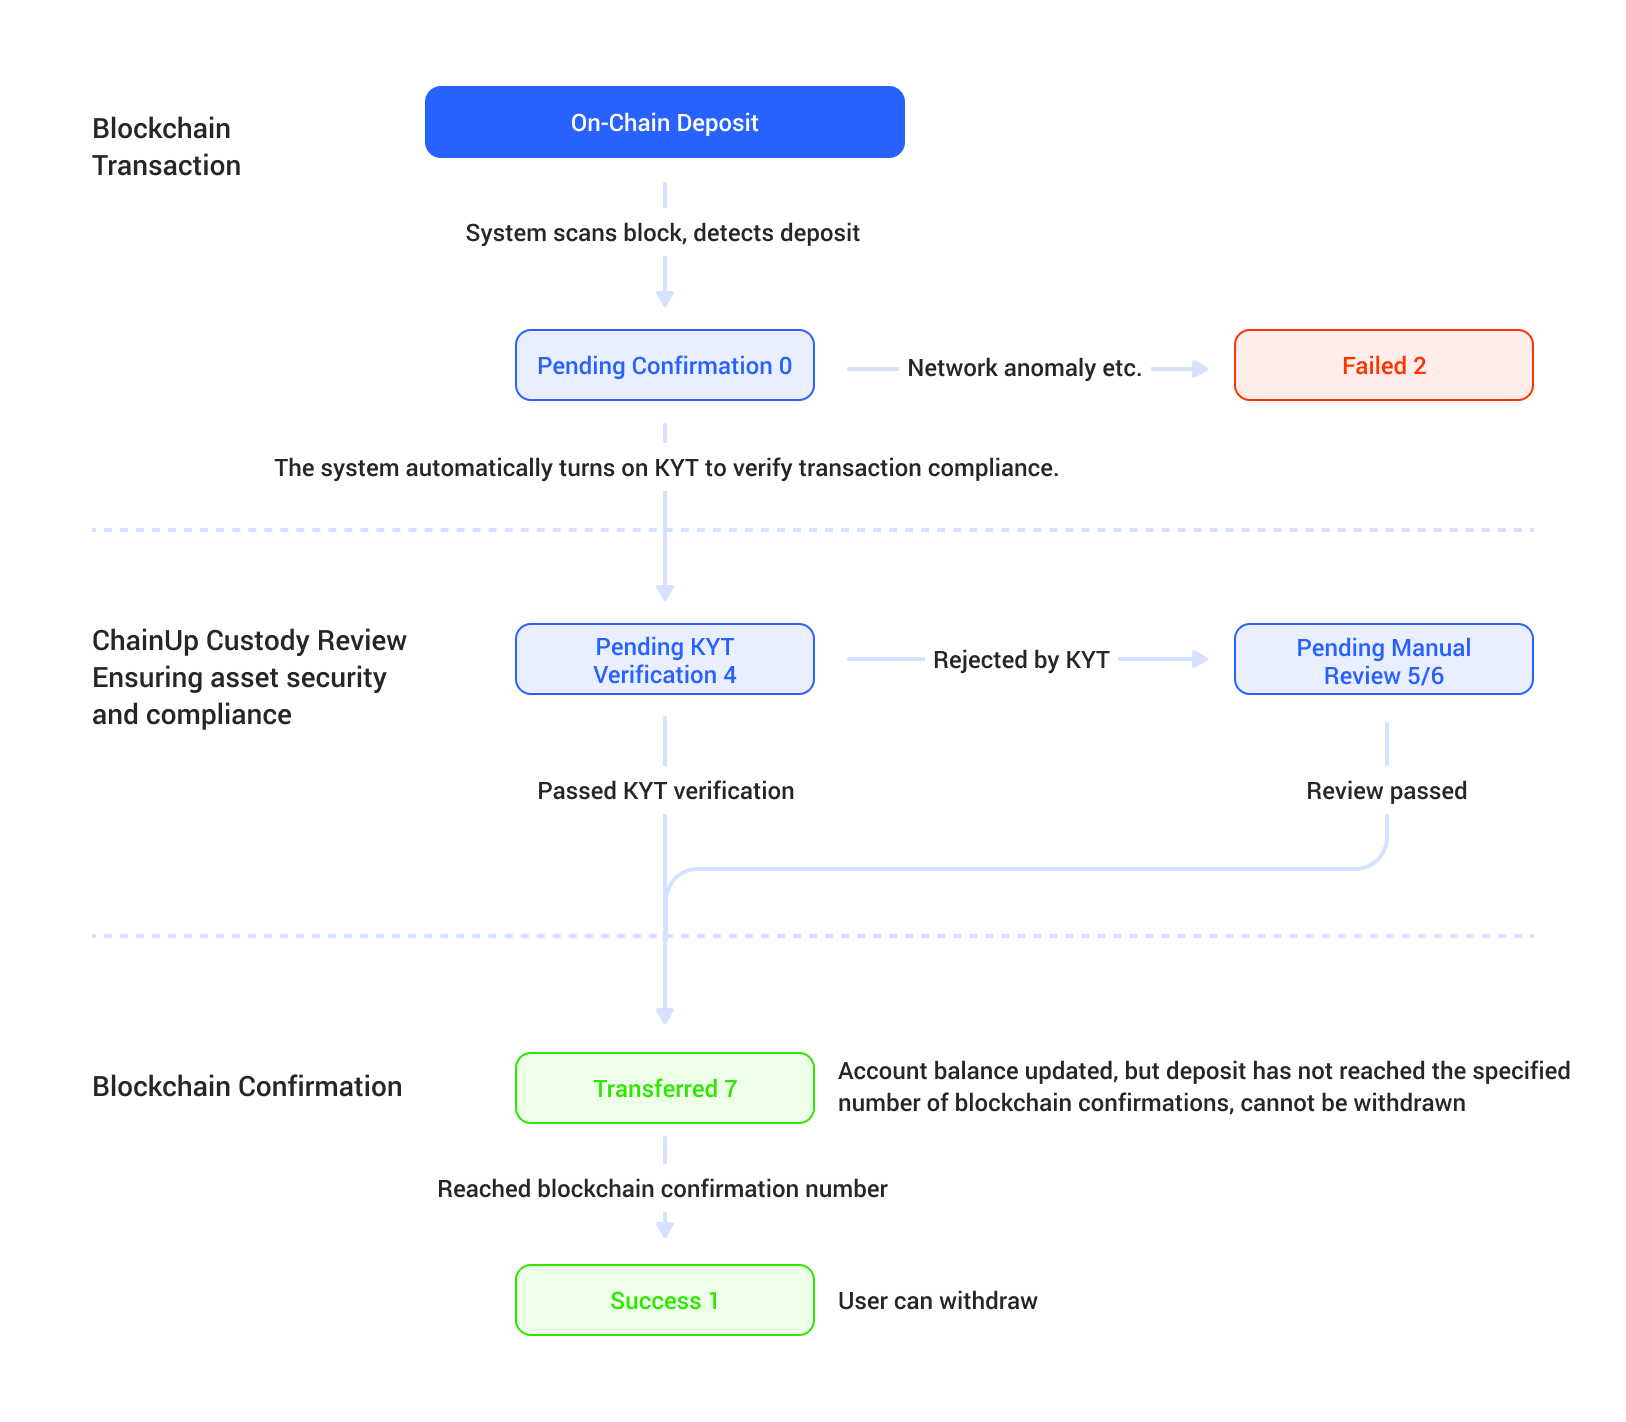 Blockchain
Transaction
On-Chain Deposit
System scans block, detects deposit
Pending Confirmation 0
Network anomaly etc.
Failed 2
The system automatically turns on KYT to verify transaction compliance.
ChainUp Custody Review
Ensuring asset security
and compliance
Pending KYT
Verification 4
Rejected by KYT
Pending Manual
Review 5/6
Passed KYT verification
Review passed
Blockchain Confirmation
Transferred 7
Account balance updated, but deposit has not reached the specified
number of blockchain confirmations, cannot be withdrawn
Reached blockchain confirmation number
Success 1
User can withdraw